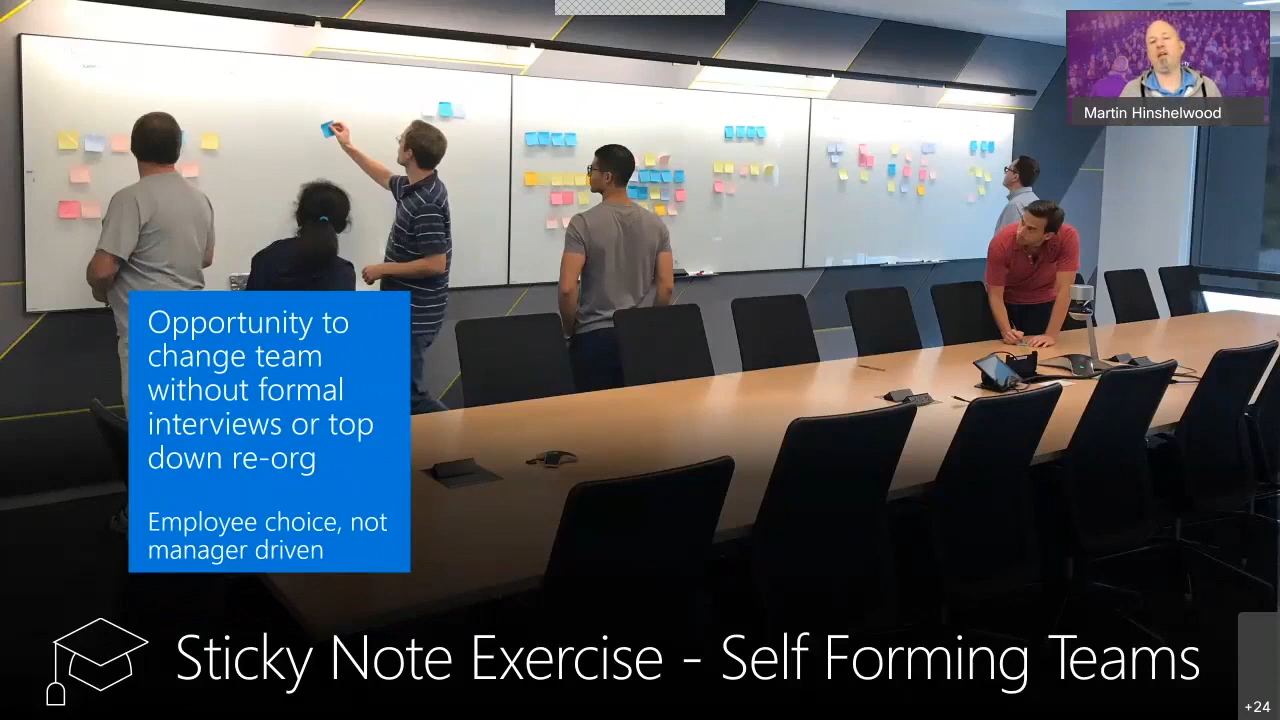 Martin Hinshelwood
Opportunity to
change team
without formal
interviews or top
down re-org
Employee choice, not
manager driven
Sticky Note Exercise - Self Forming Teams
+24